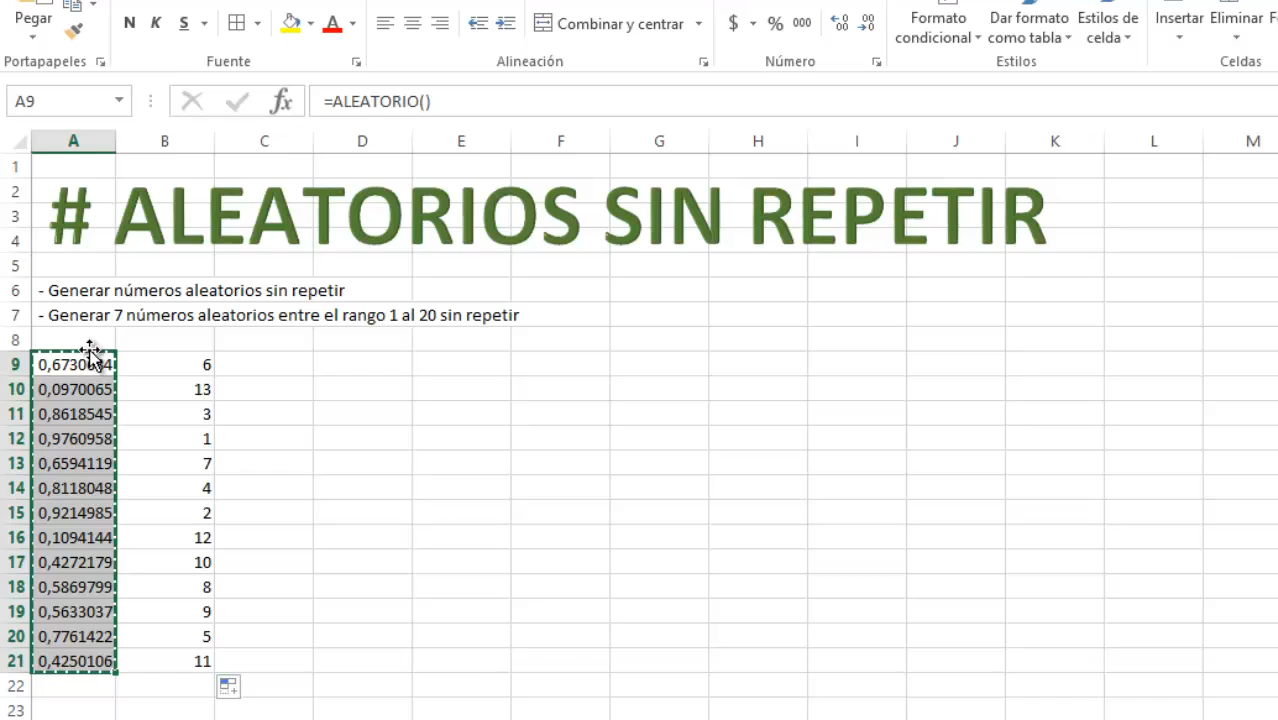 Pegar
N K S A
Combinar y centrar
$ % 000
Formato condicional
Dar formato como tabla
Estilos de celda
Insertar
Eliminar
Portapapeles
Fuente
Alineación
Número
Estilos
Celdas
A9
fx
=ALEATORIO()
A B C D E F G H I J K L M
1
2
3
4
# ALEATORIOS SIN REPETIR
5
6 - Generar números aleatorios sin repetir
7 - Generar 7 números aleatorios entre el rango 1 al 20 sin repetir
8
9 6
10 0,0970065 13
11 0,8618545 3
12 0,9760958 1
13 0,6594119 7
14 0,8118048 4
15 0,9214985 2
16 0,1094144 12
17 0,4272179 10
18 0,5869799 8
19 0,5633037 9
20 0,7761422 5
21 0,4250106 11
22
23